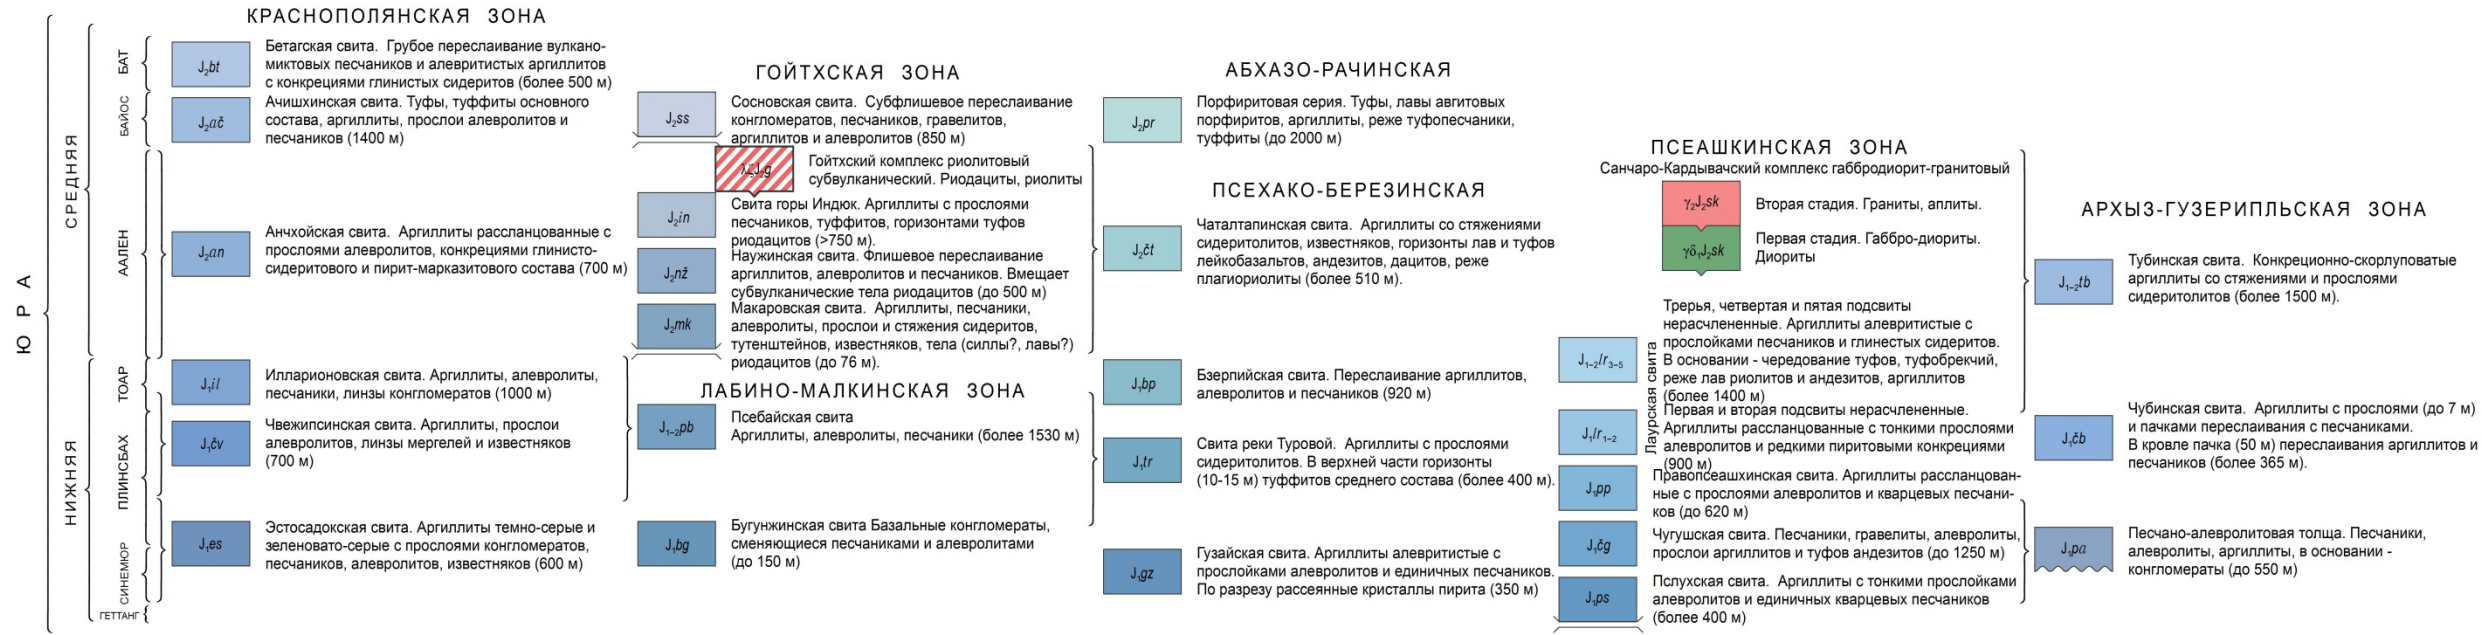 КРАСНОПОЛЯНСКАЯ ЗОНА
ЮРА
СРЕДНЯЯ
НИЖНЯЯ
БАТ
БАЙОС
ААЛЕН
ТОАР
ПЛИНСБАХ
СИНЕМЮР
ГЕТТАНГ
J₂bt
Бетагская свита. Грубое переслаивание вулкано-
миктовых песчаников и алевритистых аргиллитов
с конкрециями глинистых сидеритов (более 500 м)
J₂ač
Ачишхинская свита. Туфы, туффиты основного
состава, аргиллиты, прослои алевролитов и
песчаников (1400 м)
J₂an
Анчхойская свита. Аргиллиты рассланцованные с
прослоями алевролитов, конкрециями глинисто-
сидеритового и пирит-марказитового состава (700 м)
J₁il
Илларионовская свита. Аргиллиты, алевролиты,
песчаники, линзы конгломератов (1000 м)
J₁čv
Чвежипсинская свита. Аргиллиты, прослои
алевролитов, линзы мергелей и известняков
(700 м)
J₁es
Эстосадокская свита. Аргиллиты темно-серые и
зеленовато-серые с прослоями конгломератов,
песчаников, алевролитов, известняков (600 м)
ГОЙТХСКАЯ ЗОНА
J₂ss
Сосновская свита. Субфлишевое переслаивание
конгломератов, песчаников, гравелитов,
аргиллитов и алевролитов (850 м)
Гойтхский комплекс риолитовый
субвулканический. Риодациты, риолиты
J₂in
Свита горы Индюк. Аргиллиты с прослоями
песчаников, туффитов, горизонтами туфов
риодацитов (>750 м).
J₂nž
Наужинская свита. Флишевое переслаивание
аргиллитов, алевролитов и песчаников. Вмещает
субвулканические тела риодацитов (до 500 м)
J₂mk
Макаровская свита. Аргиллиты, песчаники,
алевролиты, прослои и стяжения сидеритов,
тутенштейнов, известняков, тела (силлы?, лавы?)
риодацитов (до 76 м).
ЛАБИНО-МАЛКИНСКАЯ ЗОНА
J₁₋₂pb
Псебайская свита
Аргиллиты, алевролиты, песчаники (более 1530 м)
J₁bg
Бугунжинская свита Базальные конгломераты,
сменяющиеся песчаниками и алевролитами
(до 150 м)
АБХАЗО-РАЧИНСКАЯ
J₂pr
Порфиритовая серия. Туфы, лавы авгитовых
порфиритов, аргиллиты, реже туфопесчаники,
туффиты (до 2000 м)
ПСЕХАКО-БЕРЕЗИНСКАЯ
J₂čt
Чаталтапинская свита. Аргиллиты со стяжениями
сидеритолитов, известняков, горизонты лав и туфов
лейкобазальтов, андезитов, дацитов, реже
плагиориолиты (более 510 м).
J₁bp
Бзерпийская свита. Переслаивание аргиллитов,
алевролитов и песчаников (920 м)
J₁tr
Свита реки Туровой. Аргиллиты с прослоями
сидеритолитов. В верхней части горизонты
(10-15 м) туффитов среднего состава (более 400 м).
J₁gz
Гузайская свита. Аргиллиты алевритистые с
прослойками алевролитов и единичных песчаников.
По разрезу рассеянные кристаллы пирита (350 м)
ПСЕАШКИНСКАЯ ЗОНА
Санчаро-Кардывачский комплекс габбродиорит-гранитовый
γ₂J₂sk
Вторая стадия. Граниты, аплиты.
γδ₁J₂sk
Первая стадия. Габбро-диориты.
Диориты
Лаурская свита
J₁₋₂lr₃₋₅
Трерья, четвертая и пятая подсвиты
нерасчлененные. Аргиллиты алевритистые с
прослойками песчаников и глинестых сидеритов.
В основании - чередование туфов, туфобрекчий,
реже лав риолитов и андезитов, аргиллитов
(более 1400 м)
J₁lr₁₋₂
Первая и вторая подсвиты нерасчлененные.
Аргиллиты рассланцованные с тонкими прослоями
алевролитов и редкими пиритовыми конкрециями
(900 м)
J₁pp
Правопсеашхинская свита. Аргиллиты рассланцован-
ные с прослоями алевролитов и кварцевых песчани-
ков (до 620 м)
J₁čg
Чугушская свита. Песчаники, гравелиты, алевролиты,
прослои аргиллитов и туфов андезитов (до 1250 м)
J₁ps
Пслухская свита. Аргиллиты с тонкими прослойками
алевролитов и единичных кварцевых песчаников
(более 400 м)
АРХЫЗ-ГУЗЕРИПЛЬСКАЯ ЗОНА
J₁₋₂tb
Тубинская свита. Конкреционно-скорлуповатые
аргиллиты со стяжениями и прослоями
сидеритолитов (более 1500 м).
J₁čb
Чубинская свита. Аргиллиты с прослоями (до 7 м)
и пачками переслаивания с песчаниками.
В кровле пачка (50 м) переслаивания аргиллитов и
песчаников (более 365 м).
J₁pa
Песчано-алевролитовая толща. Песчаники,
алевролиты, аргиллиты, в основании -
конгломераты (до 550 м)